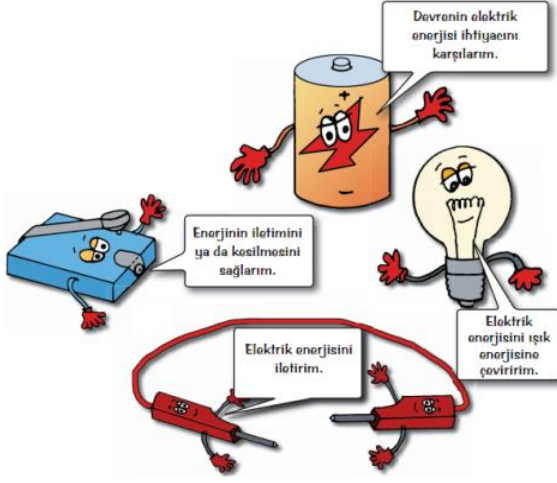 Devrenin elektrik
enerjisi ihtiyacını
karşılarım.
+
–
Enerjinin iletimini
ya da kesilmesini
sağlarım.
Elektrik
enerjisini ışık
enerjisine
çeviririm.
Elektrik enerjisini
iletirim.